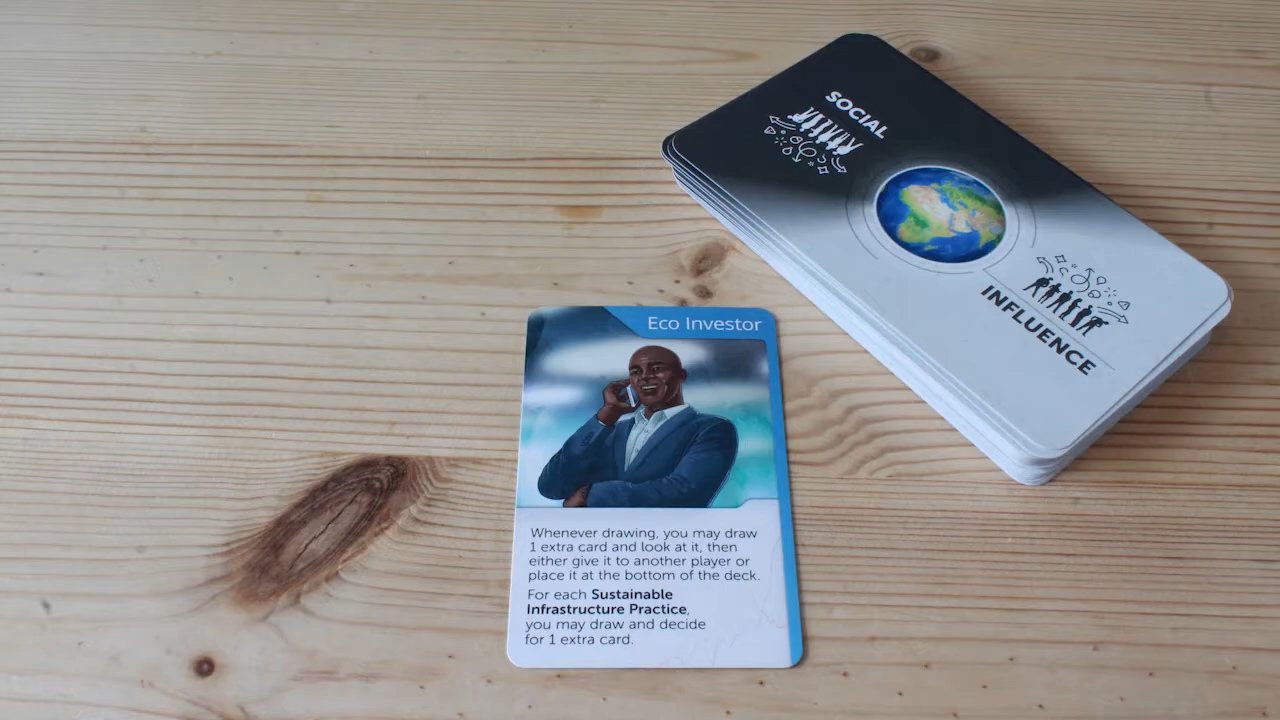 SOCIAL
INFLUENCE
Eco Investor
Whenever drawing, you may draw
1 extra card and look at it, then
either give it to another player or
place it at the bottom of the deck.
For each Sustainable
Infrastructure Practice,
you may draw and decide
for 1 extra card.